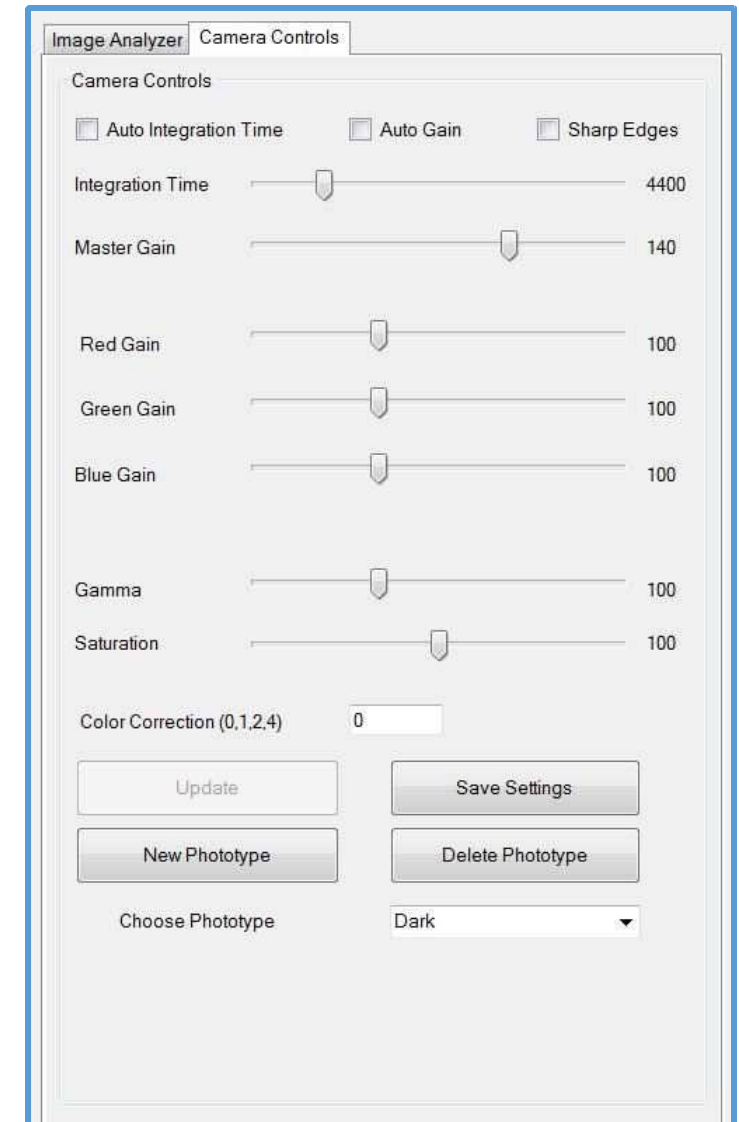 Image Analyzer Camera Controls
Camera Controls
Auto Integration Time Auto Gain Sharp Edges
Integration Time 4400
Master Gain 140
Red Gain 100
Green Gain 100
Blue Gain 100
Gamma 100
Saturation 100
Color Correction (0,1,2,4) 0
Update Save Settings
New Phototype Delete Phototype
Choose Phototype Dark